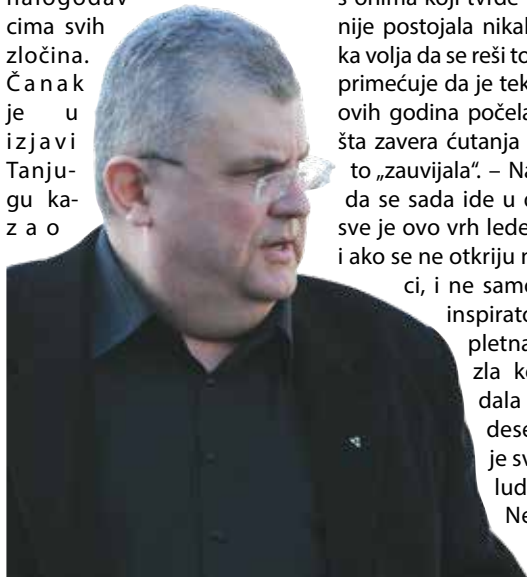 nalogodav
cima svih
zločina.
Čanak
je u
izjavi
Tanju-
gu ka-
zao
s onima koji tvrde
nije postojala nikal
ka volja da se reši to
primećuje da je tek
ovih godina počela
šta zavera ćutanja
to „zauvijala“. – Na
da se sada ide u d
sve je ovo vrh lede
i ako se ne otkriju n
ci, i ne samo
inspirato
pletna
zla ko
dala
dese
je sv
lud
Ne